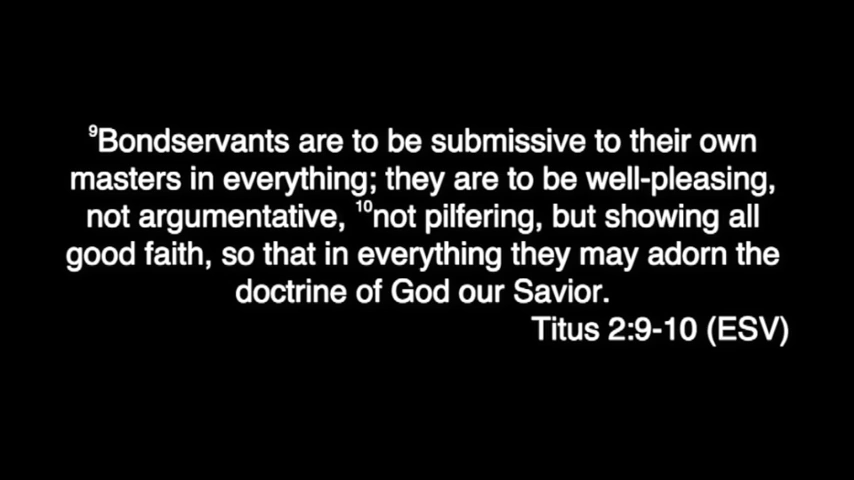 ⁹Bondservants are to be submissive to their own
masters in everything; they are to be well-pleasing,
not argumentative, ¹⁰not pilfering, but showing all
good faith, so that in everything they may adorn the
doctrine of God our Savior.
Titus 2:9-10 (ESV)